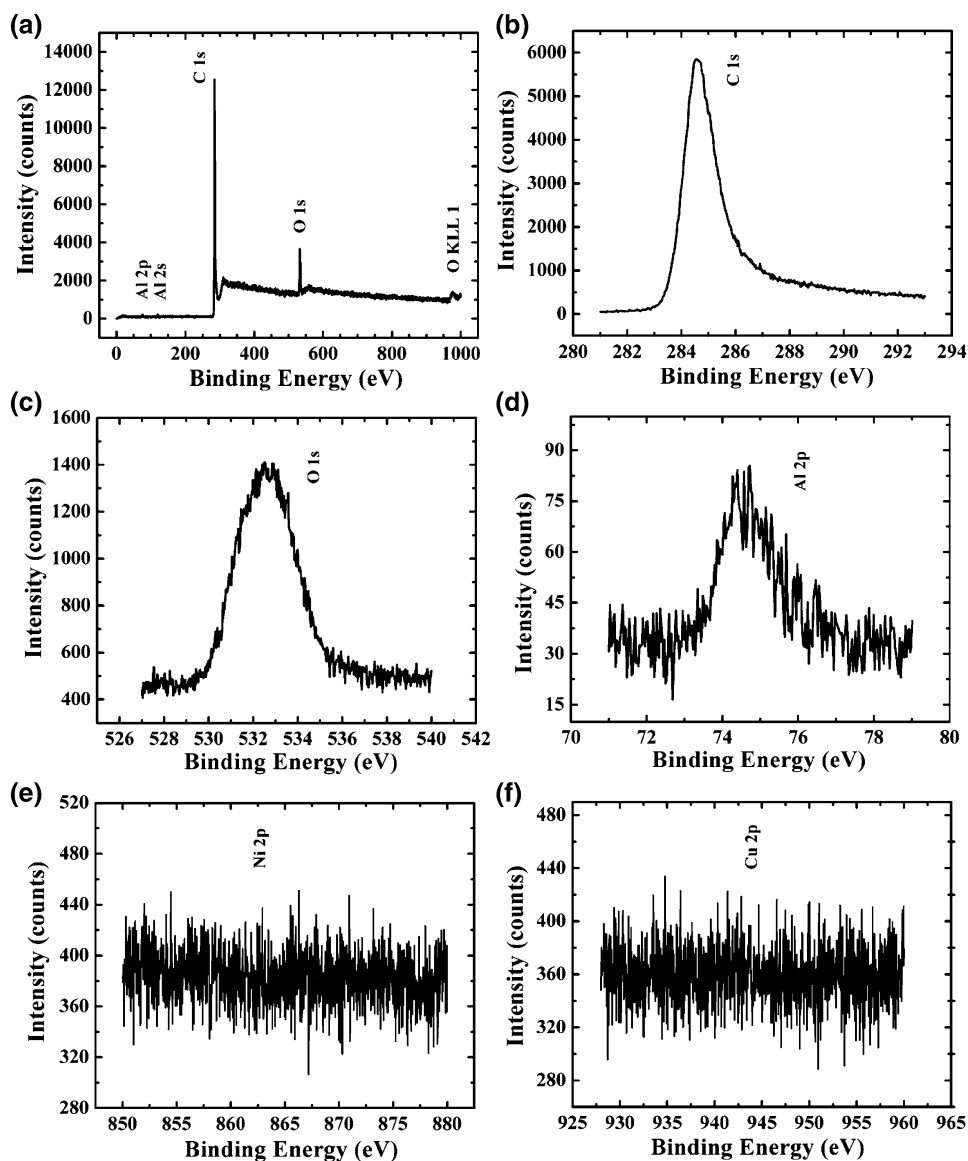 (a)
14000
12000
10000
8000
6000
4000
2000
0
Intensity (counts)
C 1s
O 1s
O KLL 1
Al 2p
Al 2s
0 200 400 600 800 1000
Binding Energy (eV)
(b)
6000
5000
4000
3000
2000
1000
0
Intensity (counts)
C 1s
280 282 284 286 288 290 292 294
Binding Energy (eV)
(c)
1600
1400
1200
1000
800
600
400
Intensity (counts)
O 1s
526 528 530 532 534 536 538 540 542
Binding Energy (eV)
(d)
90
75
60
45
30
15
Intensity (counts)
Al 2p
70 72 74 76 78 80
Binding Energy (eV)
(e)
520
480
440
400
360
320
280
Intensity (counts)
Ni 2p
850 855 860 865 870 875 880
Binding Energy (eV)
(f)
480
440
400
360
320
280
Intensity (counts)
Cu 2p
925 930 935 940 945 950 955 960 965
Binding Energy (eV)